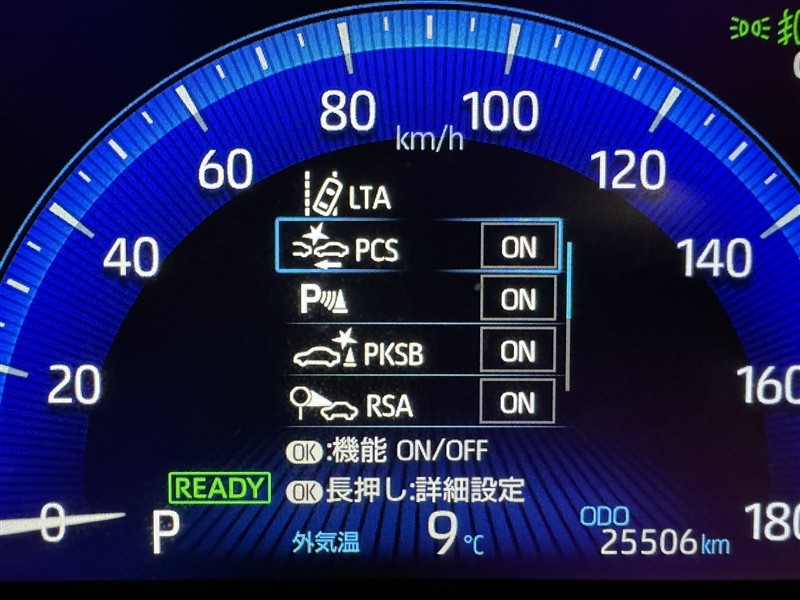 80 100
km/h
60 120
LTA
40 PCS ON 140
P ON
PKSB ON
20 160
RSA ON
OK:機能 ON/OFF
READY OK長押し:詳細設定
0 P 外気温 9℃ ODO 25506km 180